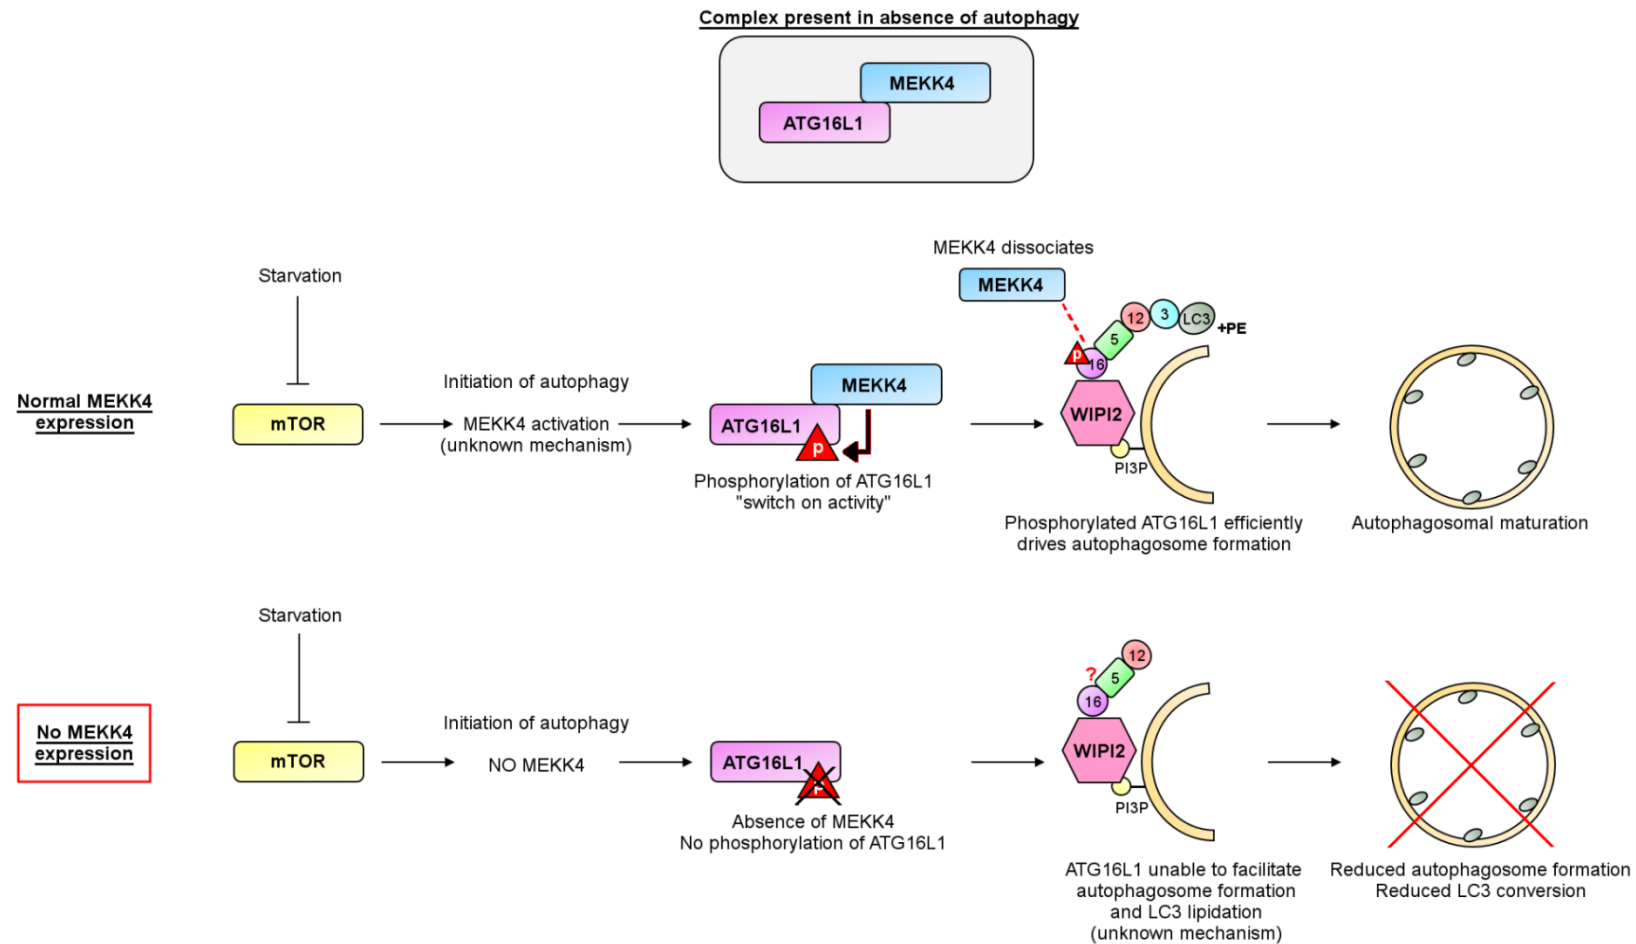 Complex present in absence of autophagy
MEKK4
ATG16L1
Normal MEKK4
expression
Starvation
mTOR
Initiation of autophagy
MEKK4 activation
(unknown mechanism)
MEKK4
ATG16L1
p
Phosphorylation of ATG16L1
"switch on activity"
MEKK4 dissociates
MEKK4
12
3
LC3
+PE
5
p
16
WIPI2
PI3P
Phosphorylated ATG16L1 efficiently
drives autophagosome formation
Autophagosomal maturation
No MEKK4
expression
Starvation
mTOR
Initiation of autophagy
NO MEKK4
ATG16L1
p
Absence of MEKK4
No phosphorylation of ATG16L1
12
?
5
16
WIPI2
PI3P
ATG16L1 unable to facilitate
autophagosome formation
and LC3 lipidation
(unknown mechanism)
Reduced autophagosome formation
Reduced LC3 conversion